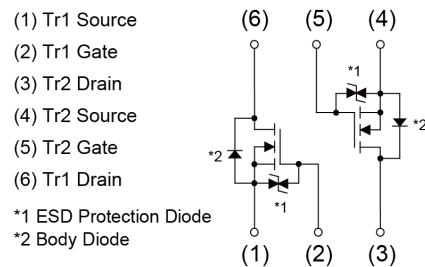 (1) Tr1 Source
(2) Tr1 Gate
(3) Tr2 Drain
(4) Tr2 Source
(5) Tr2 Gate
(6) Tr1 Drain
*1 ESD Protection Diode
*2 Body Diode
(6) (5) (4)
*1
*2
*2
*1
(1) (2) (3)